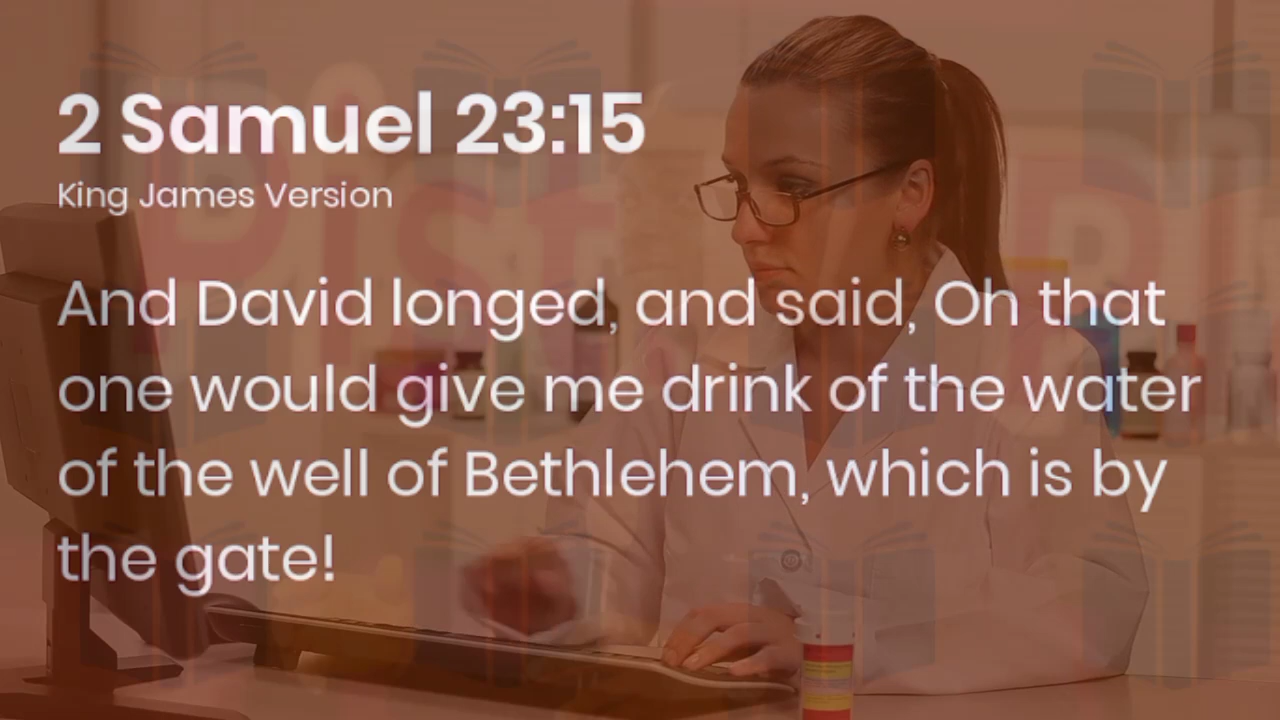 2 Samuel 23:15
King James Version
And David longed, and said, Oh that
one would give me drink of the water
of the well of Bethlehem, which is by
the gate!